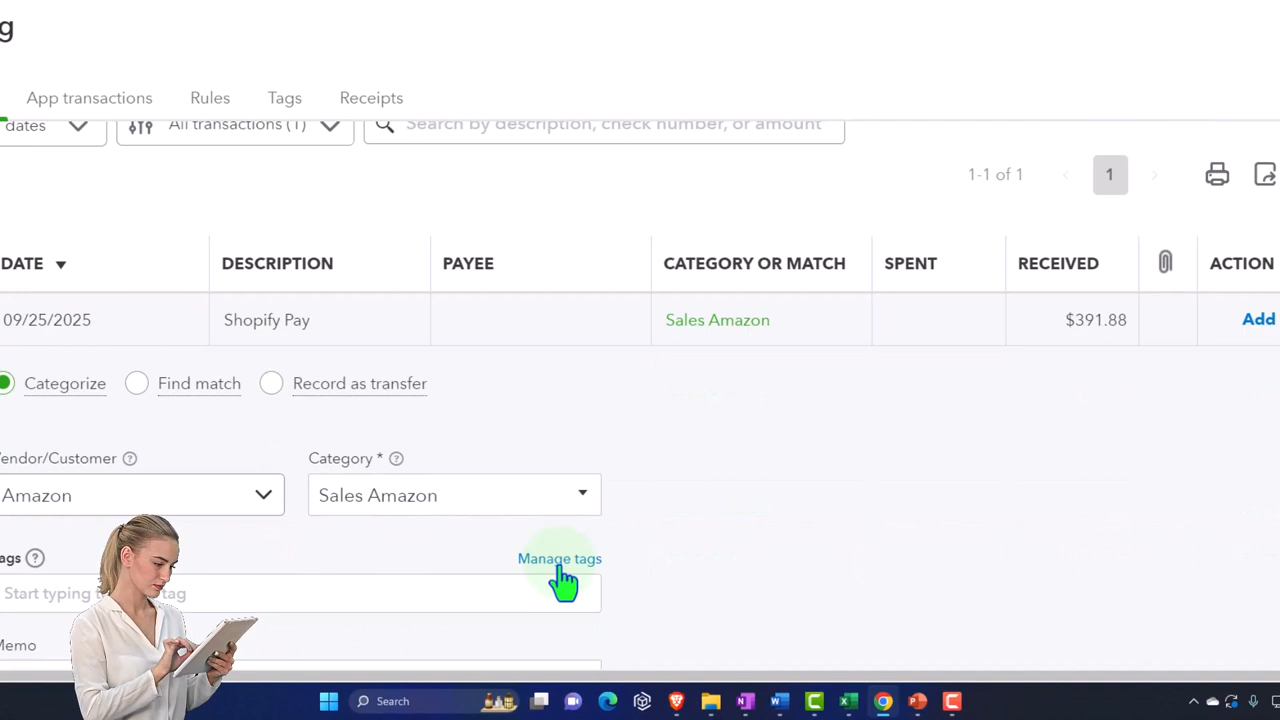 g
App transactions Rules Tags Receipts
dates All transactions (1) Search by description, check number, or amount
1-1 of 1 1
DATE DESCRIPTION PAYEE CATEGORY OR MATCH SPENT RECEIVED ACTION
09/25/2025 Shopify Pay Sales Amazon $391.88 Add
Categorize Find match Record as transfer
Vendor/Customer Category *
Amazon Sales Amazon
Tags Manage tags
Start typing t tag
Memo
Search